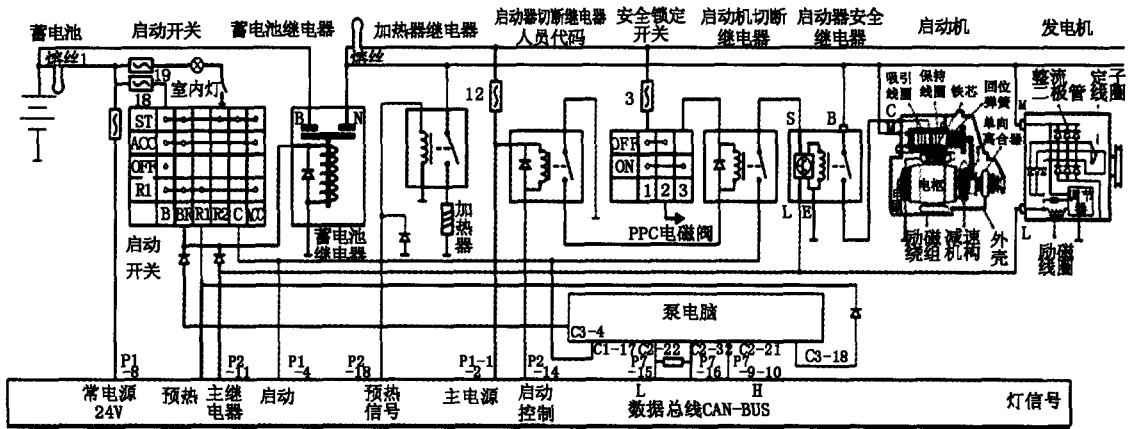 蓄电池
启动开关
蓄电池继电器
加热器继电器
启动器切断继电器
人员代码
安全锁定
开关
启动机切断
继电器
启动器安全
继电器
启动机
发电机
熔丝1
19
18
室内灯
熔丝
12
3
B
N
S
B
L
E
ST
ACC
OFF
R1
B
BR
R1
R2
C
ACC
启动
开关
蓄电池
继电器
加热器
OFF
ON
1
2
3
PPC电磁阀
吸引
线圈
保持
线圈
铁芯
回位
弹簧
单向
离合器
C
M
电枢
励磁
绕组
减速
机构
外壳
整流
二极管
定子
线圈
M
L
励磁
线圈
泵电脑
C3-4
C1-17
C2-22
C2-32
C2-21
C3-18
P1
-8
P2
-11
P1
-4
P2
-18
P1-1
-2
P2
-14
P7
-15
P7
-16
P7
-9-10
常电源
24V
预热
主继
电器
启动
预热
信号
主电源
启动
控制
L
H
数据总线CAN-BUS
灯信号